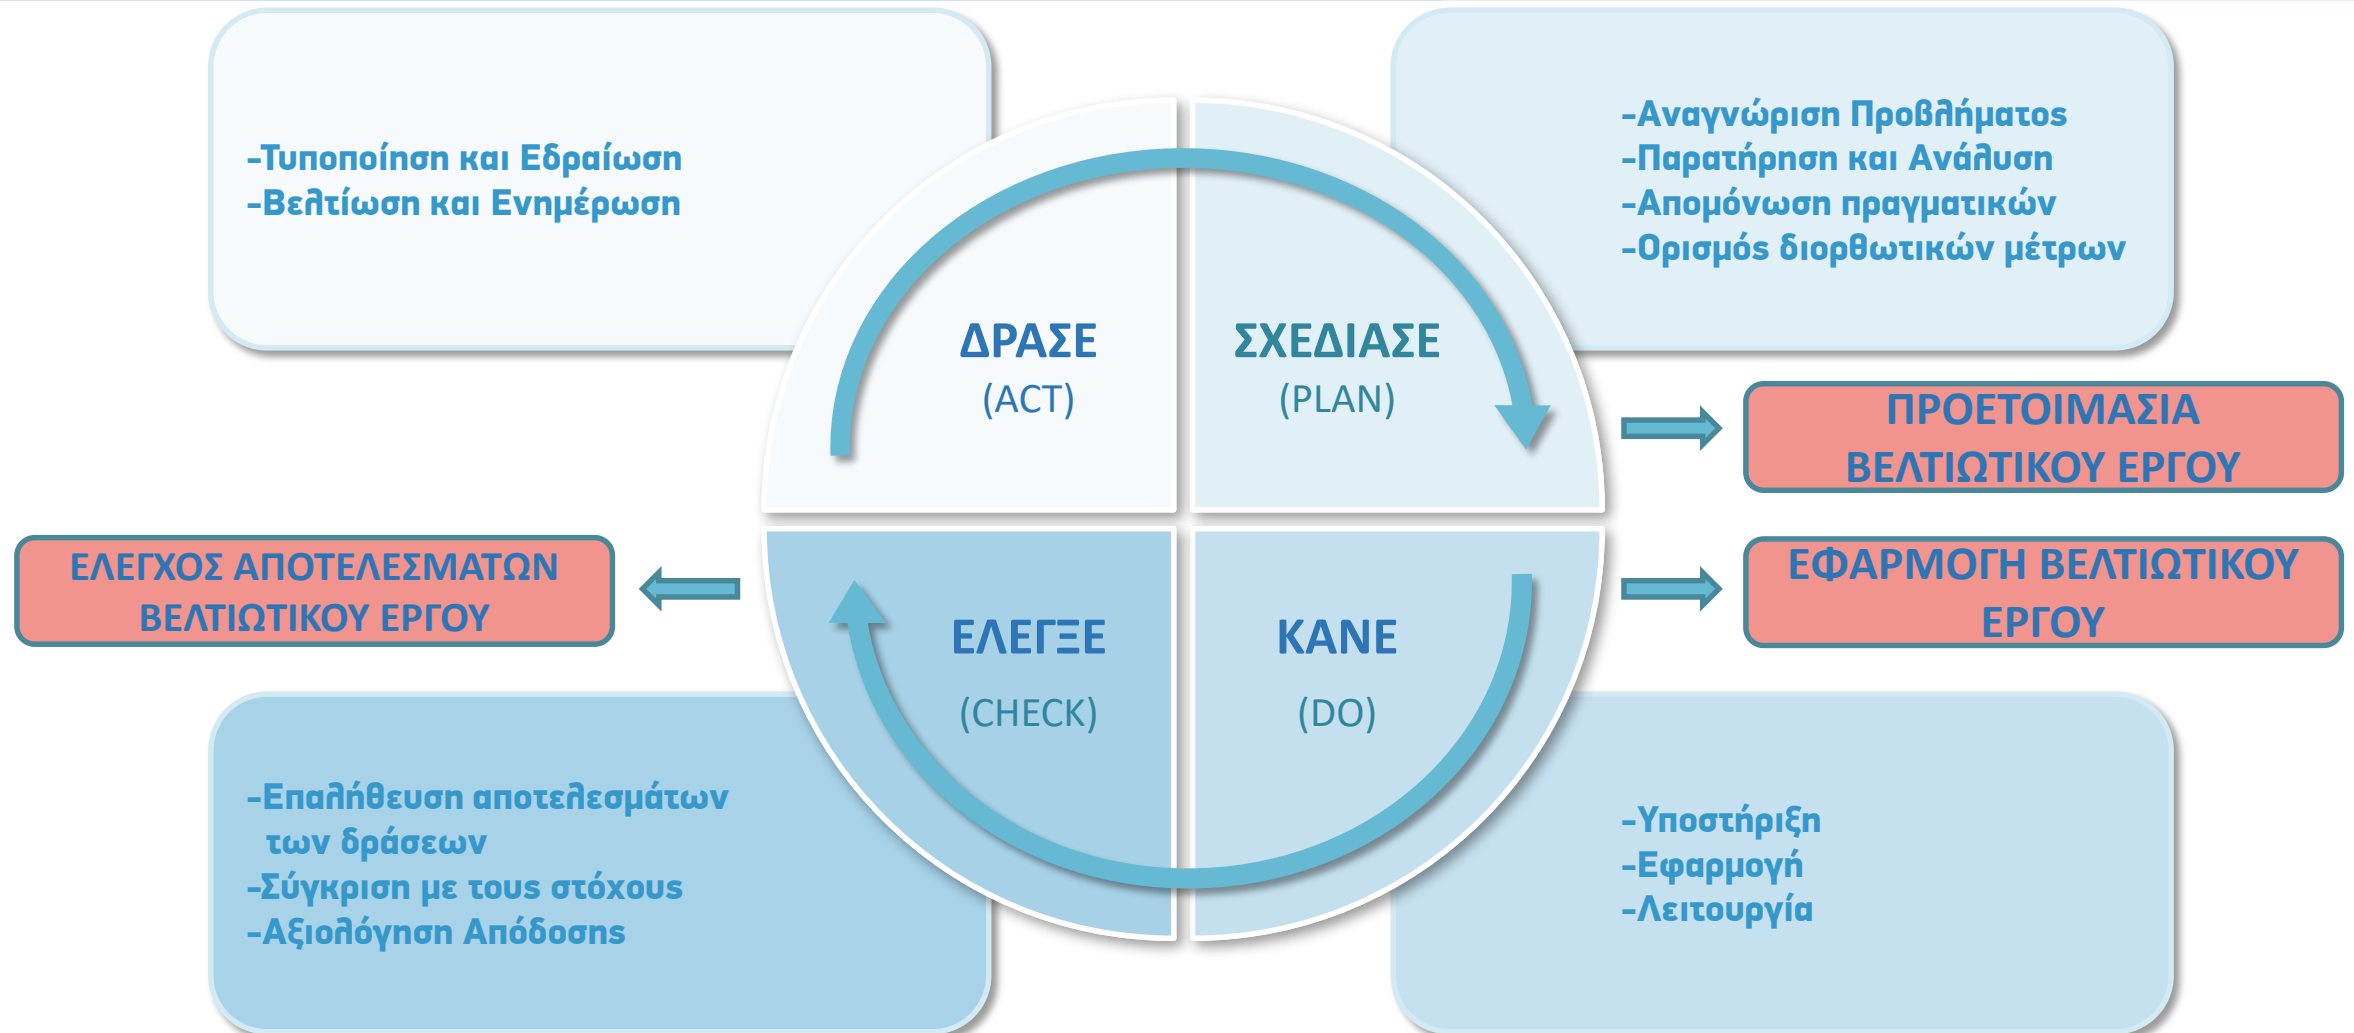 -Τυποποίηση και Εδραίωση
-Βελτίωση και Ενημέρωση
-Αναγνώριση Προβλήματος
-Παρατήρηση και Ανάλυση
-Απομόνωση πραγματικών
-Ορισμός διορθωτικών μέτρων
ΔΡΑΣΕ
(ACT)
ΣΧΕΔΙΑΣΕ
(PLAN)
ΠΡΟΕΤΟΙΜΑΣΙΑ
ΒΕΛΤΙΩΤΙΚΟΥ ΕΡΓΟΥ
ΕΛΕΓΧΟΣ ΑΠΟΤΕΛΕΣΜΑΤΩΝ
ΒΕΛΤΙΩΤΙΚΟΥ ΕΡΓΟΥ
ΕΛΕΓΞΕ
(CHECK)
ΚΑΝΕ
(DO)
ΕΦΑΡΜΟΓΗ ΒΕΛΤΙΩΤΙΚΟΥ
ΕΡΓΟΥ
-Επαλήθευση αποτελεσμάτων
των δράσεων
-Σύγκριση με τους στόχους
-Αξιολόγηση Απόδοσης
-Υποστήριξη
-Εφαρμογή
-Λειτουργία